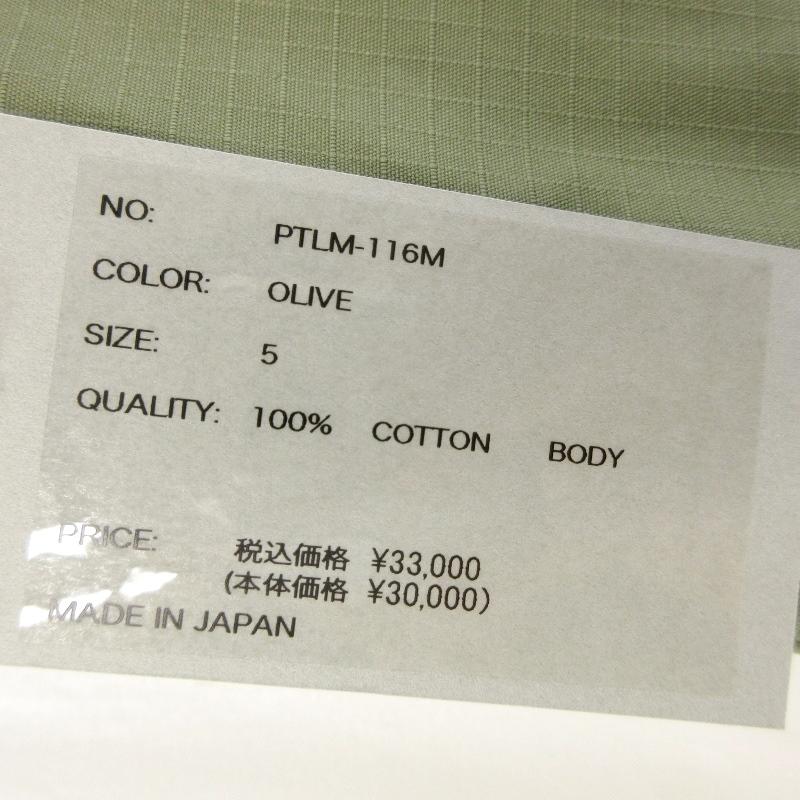 NO: PTLM-116M
COLOR: OLIVE
SIZE: 5
QUALITY: 100% COTTON BODY
PRICE: 税込価格 ¥33,000
(本体価格 ¥30,000)
MADE IN JAPAN